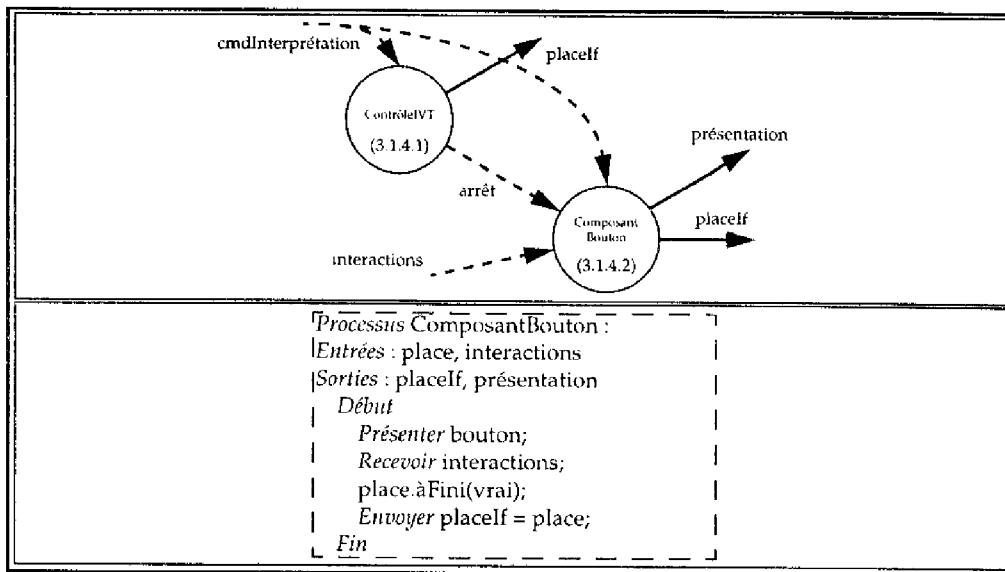 cmdInterprétation
placeIf
ContrôleIVT
(3.1.4.1)
présentation
arrêt
Composant
Bouton
(3.1.4.2)
placeIf
interactions
Processus ComposantBouton :
Entrées : place, interactions
Sorties : placeIf, présentation
Début
Présenter bouton;
Recevoir interactions;
place.àFini(vrai);
Envoyer placeIf = place;
Fin